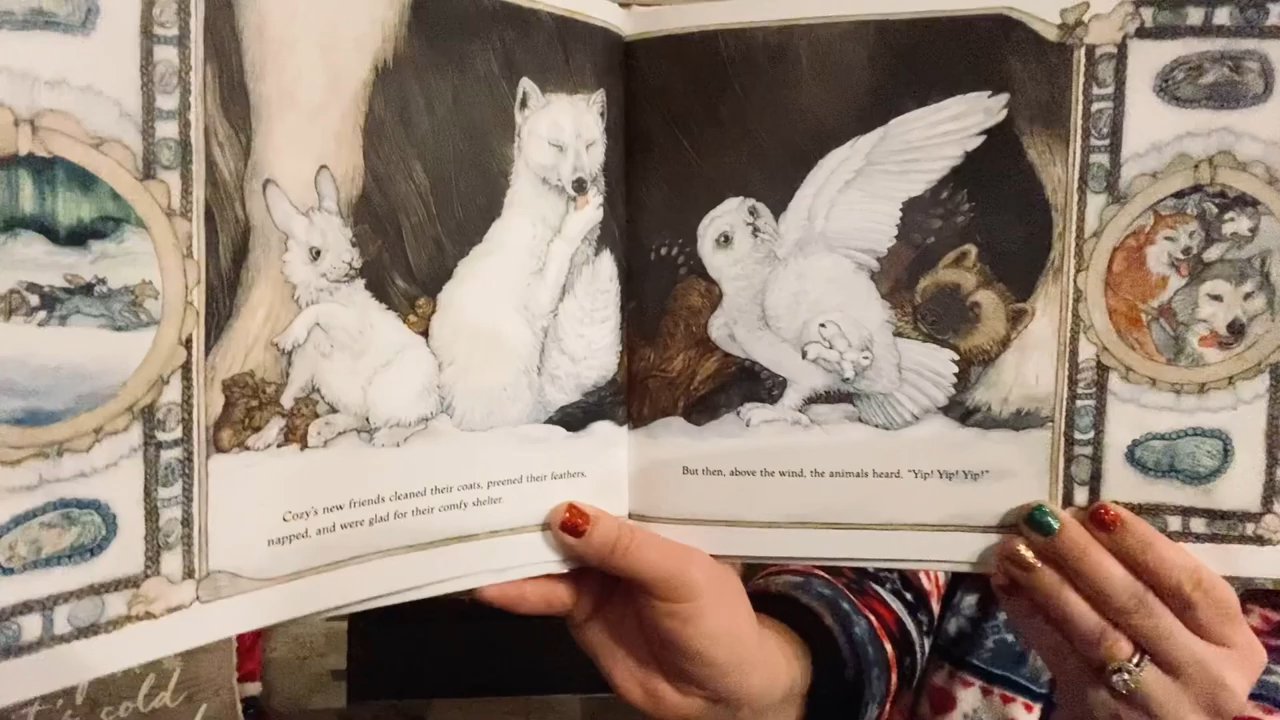 Cozy's new friends cleaned their coats, preened their feathers,
napped, and were glad for their comfy shelter.
But then, above the wind, the animals heard, "Yip! Yip! Yip!"
cold